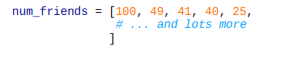 num_friends = [100, 49, 41, 40, 25,
# ... and lots more
]